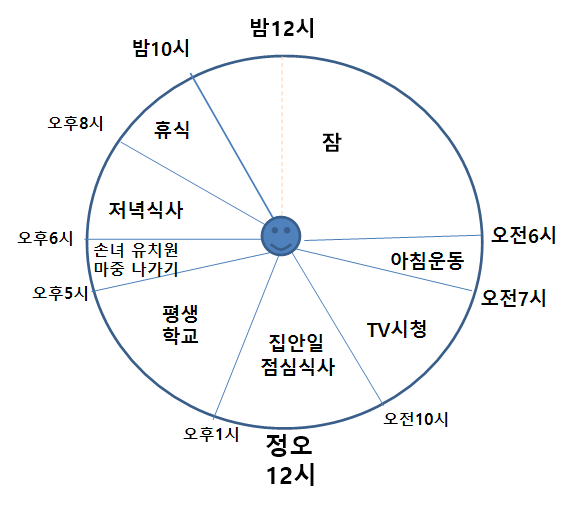 밤12시
밤10시
오후8시
휴식
잠
저녁식사
오후6시
오전6시
손녀 유치원
마중 나가기
아침운동
오후5시
오전7시
평생
학교
TV시청
집안일
점심식사
오전10시
오후1시
정오
12시